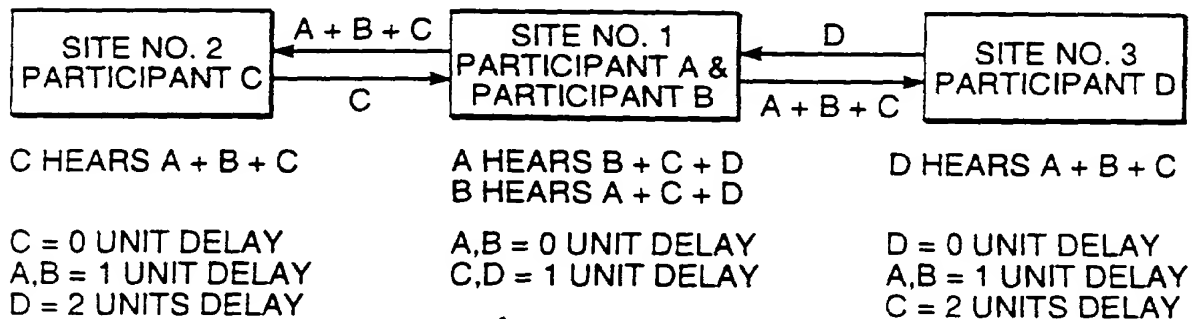 SITE NO. 2
PARTICIPANT C
A + B + C
C
SITE NO. 1
PARTICIPANT A &
PARTICIPANT B
D
A + B + C
SITE NO. 3
PARTICIPANT D
C HEARS A + B + C
A HEARS B + C + D
B HEARS A + C + D
D HEARS A + B + C
C = 0 UNIT DELAY
A,B = 1 UNIT DELAY
D = 2 UNITS DELAY
A,B = 0 UNIT DELAY
C,D = 1 UNIT DELAY
D = 0 UNIT DELAY
A,B = 1 UNIT DELAY
C = 2 UNITS DELAY